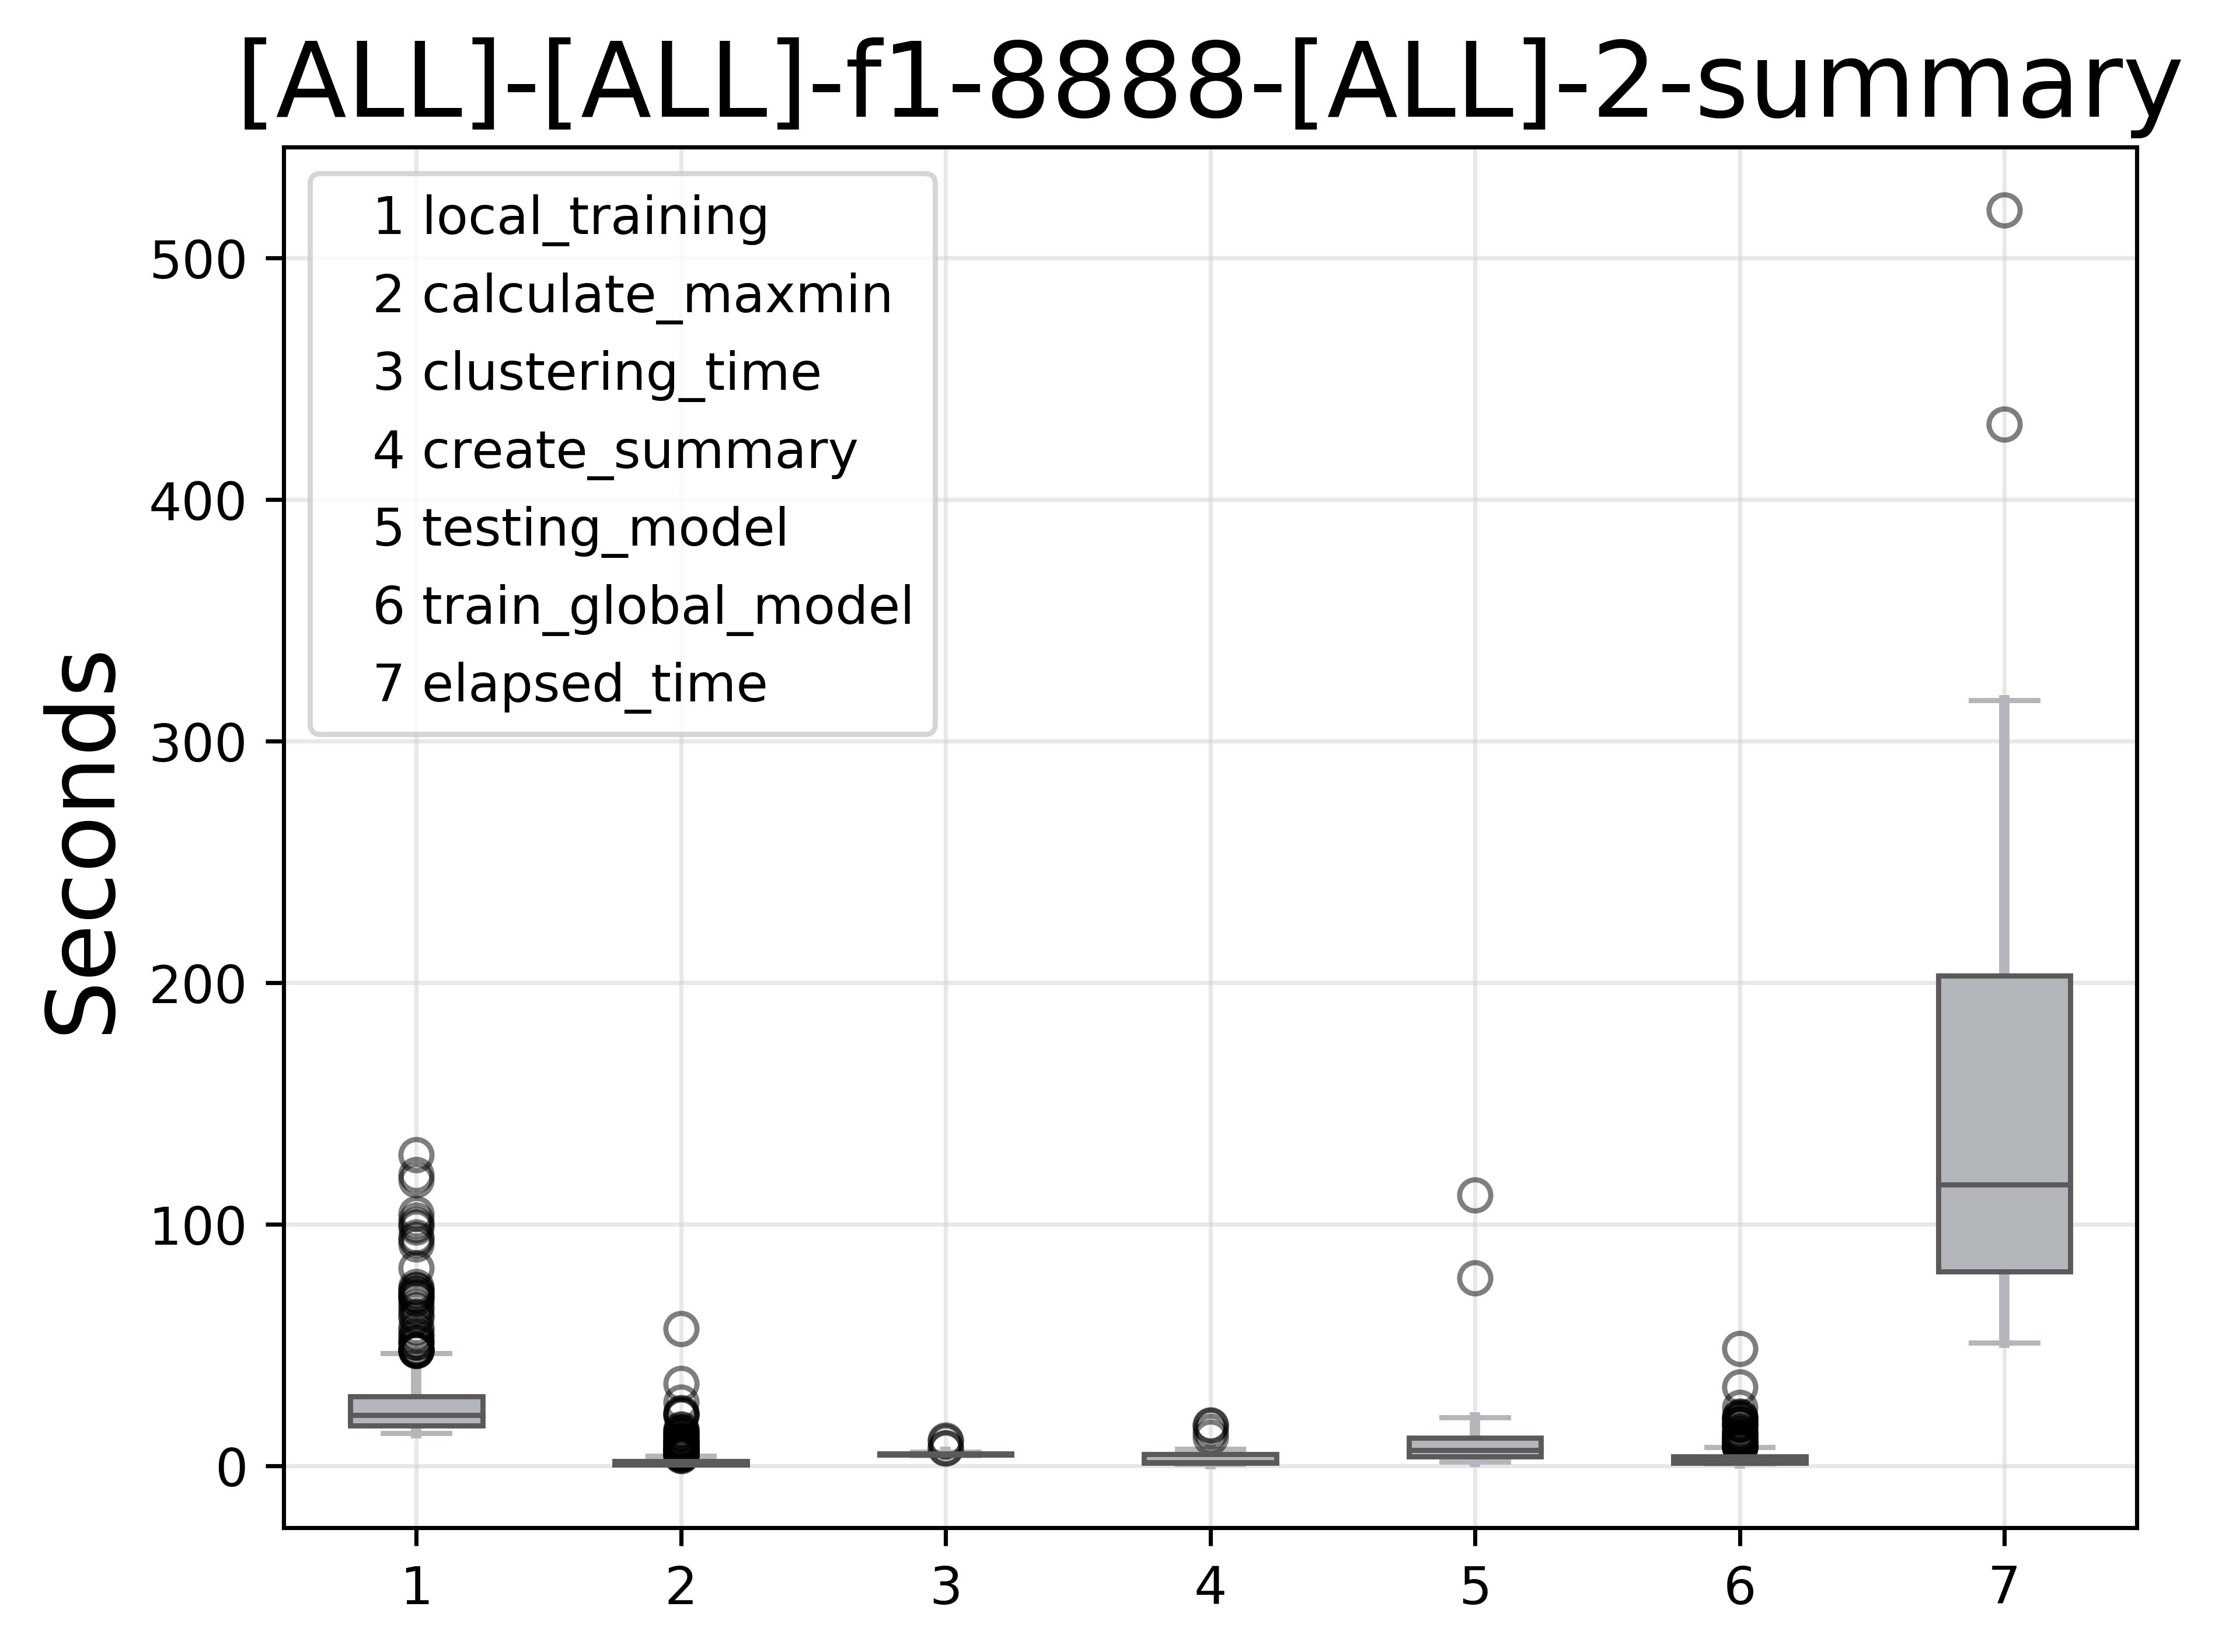 [ALL]-[ALL]-f1-8888-[ALL]-2-summary
1 local_training
2 calculate_maxmin
3 clustering_time
4 create_summary
5 testing_model
6 train_global_model
7 elapsed_time
Seconds
500
400
300
200
100
0
1 2 3 4 5 6 7